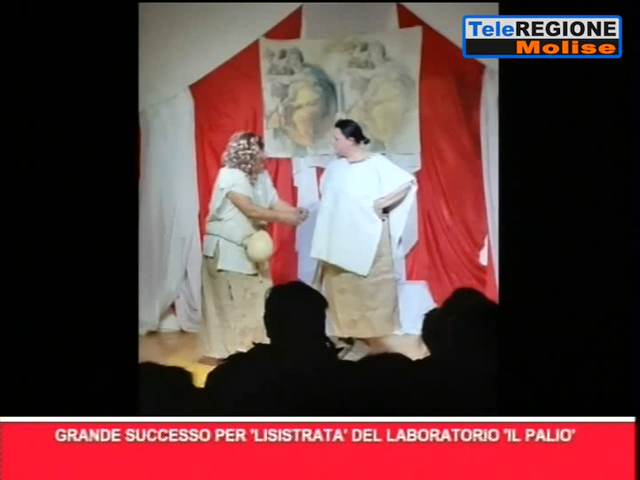 TeleREGIONE
Molise
GRANDE SUCCESSO PER 'LISISTRATA' DEL LABORATORIO 'IL PALIO'